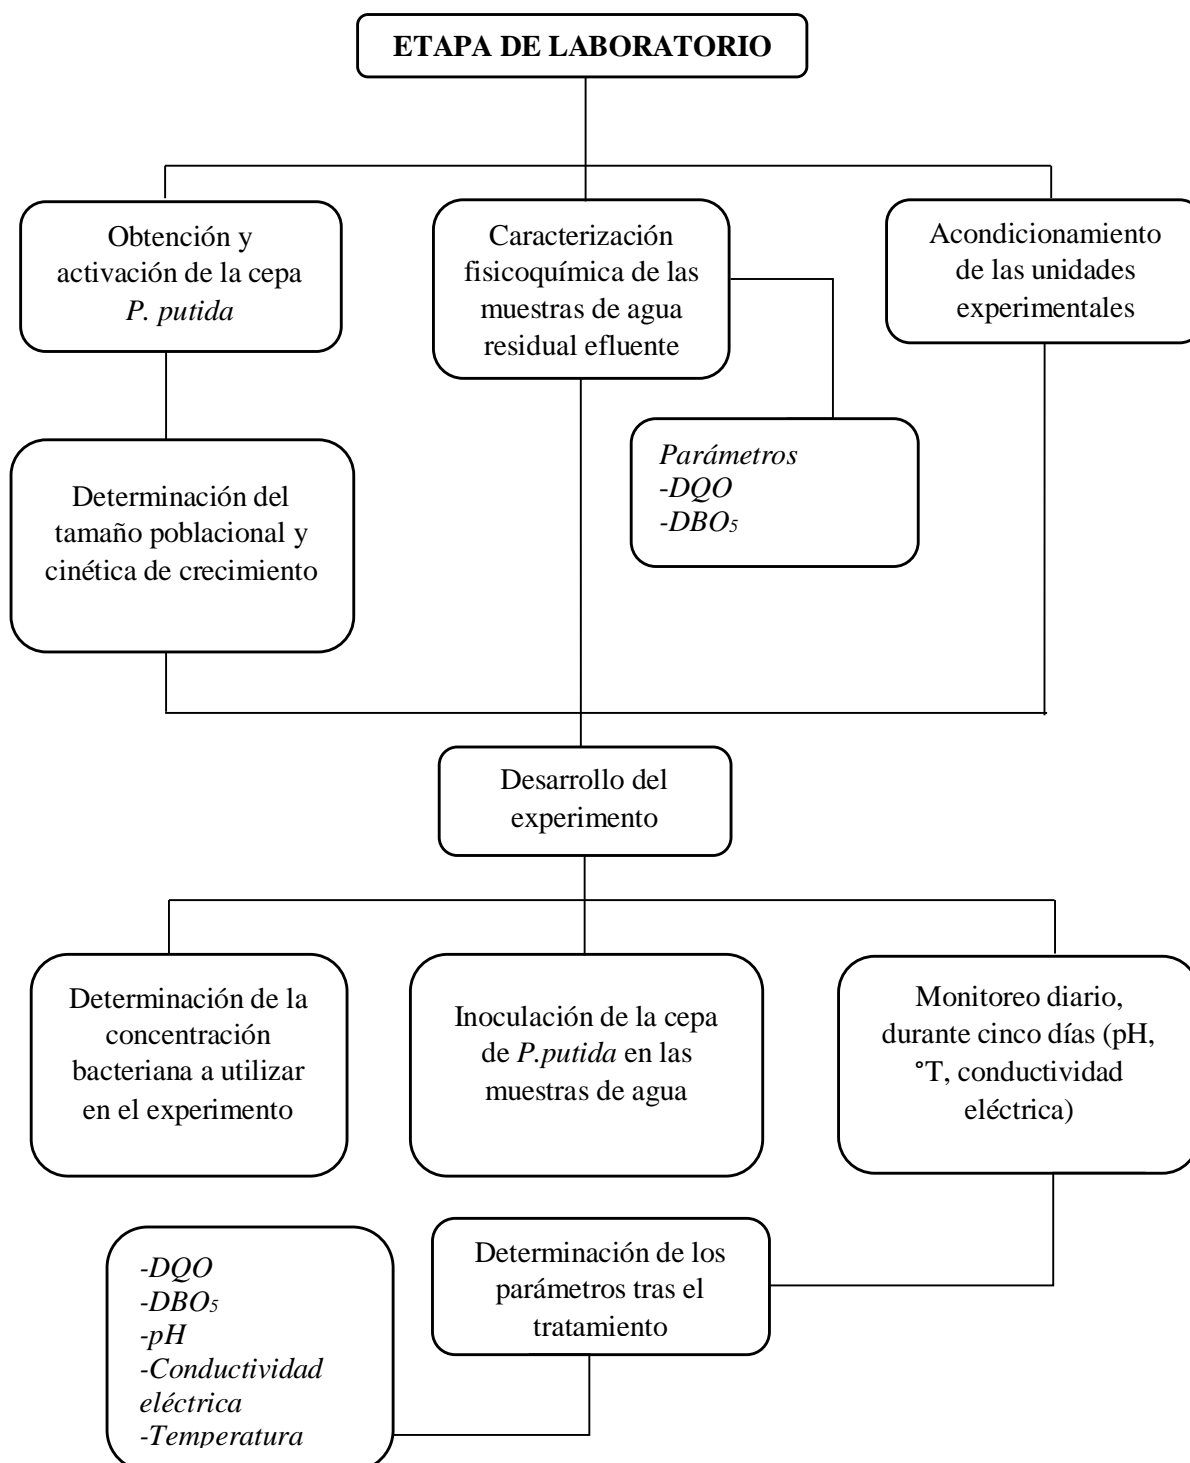 ETAPA DE LABORATORIO
Obtención y
activación de la cepa
P. putida
Caracterización
fisicoquímica de las
muestras de agua
residual efluente
Acondicionamiento
de las unidades
experimentales
Parámetros
-DQO
-DBO₅
Determinación del
tamaño poblacional y
cinética de crecimiento
Desarrollo del
experimento
Determinación de la
concentración
bacteriana a utilizar
en el experimento
Inoculación de la cepa
de P.putida en las
muestras de agua
Monitoreo diario,
durante cinco días (pH,
°T, conductividad
eléctrica)
Determinación de los
parámetros tras el
tratamiento
-DQO
-DBO₅
-pH
-Conductividad
eléctrica
-Temperatura